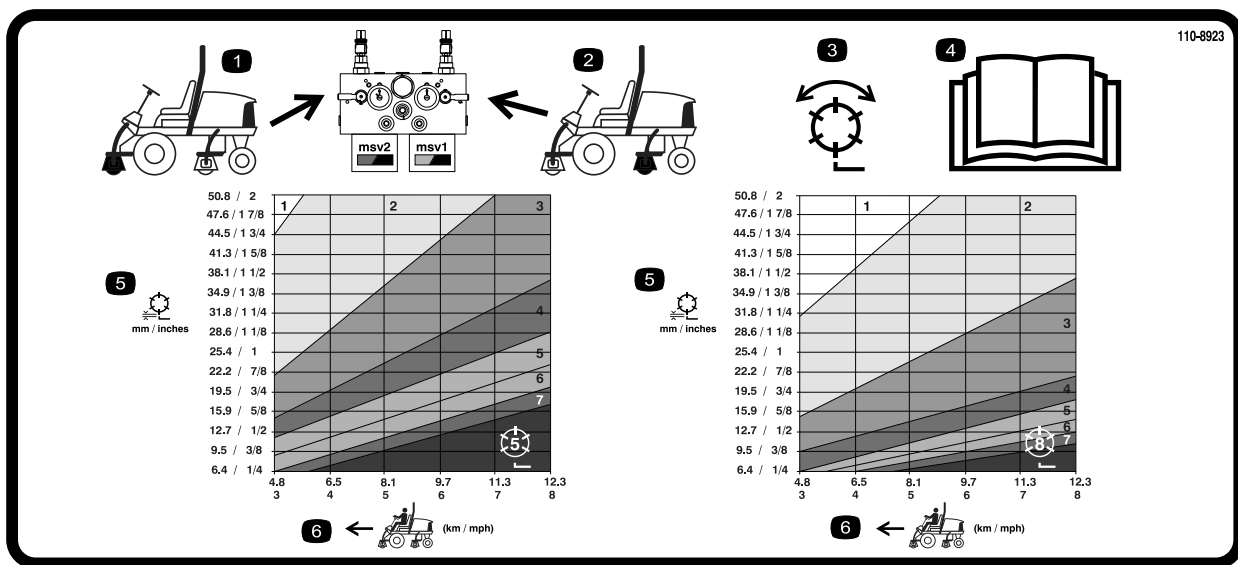 110-8923
1
2
3
4
msv2 msv1
5
mm / inches
50.8 / 2
47.6 / 1 7/8
44.5 / 1 3/4
41.3 / 1 5/8
38.1 / 1 1/2
34.9 / 1 3/8
31.8 / 1 1/4
28.6 / 1 1/8
25.4 / 1
22.2 / 7/8
19.5 / 3/4
15.9 / 5/8
12.7 / 1/2
9.5 / 3/8
6.4 / 1/4
1 2 3
4
5
6
7
5
4.8 6.5 8.1 9.7 11.3 12.3
3 4 5 6 7 8
6 (km / mph)
5
mm / inches
50.8 / 2
47.6 / 1 7/8
44.5 / 1 3/4
41.3 / 1 5/8
38.1 / 1 1/2
34.9 / 1 3/8
31.8 / 1 1/4
28.6 / 1 1/8
25.4 / 1
22.2 / 7/8
19.5 / 3/4
15.9 / 5/8
12.7 / 1/2
9.5 / 3/8
6.4 / 1/4
1 2
3
4
5
6
7
8
4.8 6.5 8.1 9.7 11.3 12.3
3 4 5 6 7 8
6 (km / mph)